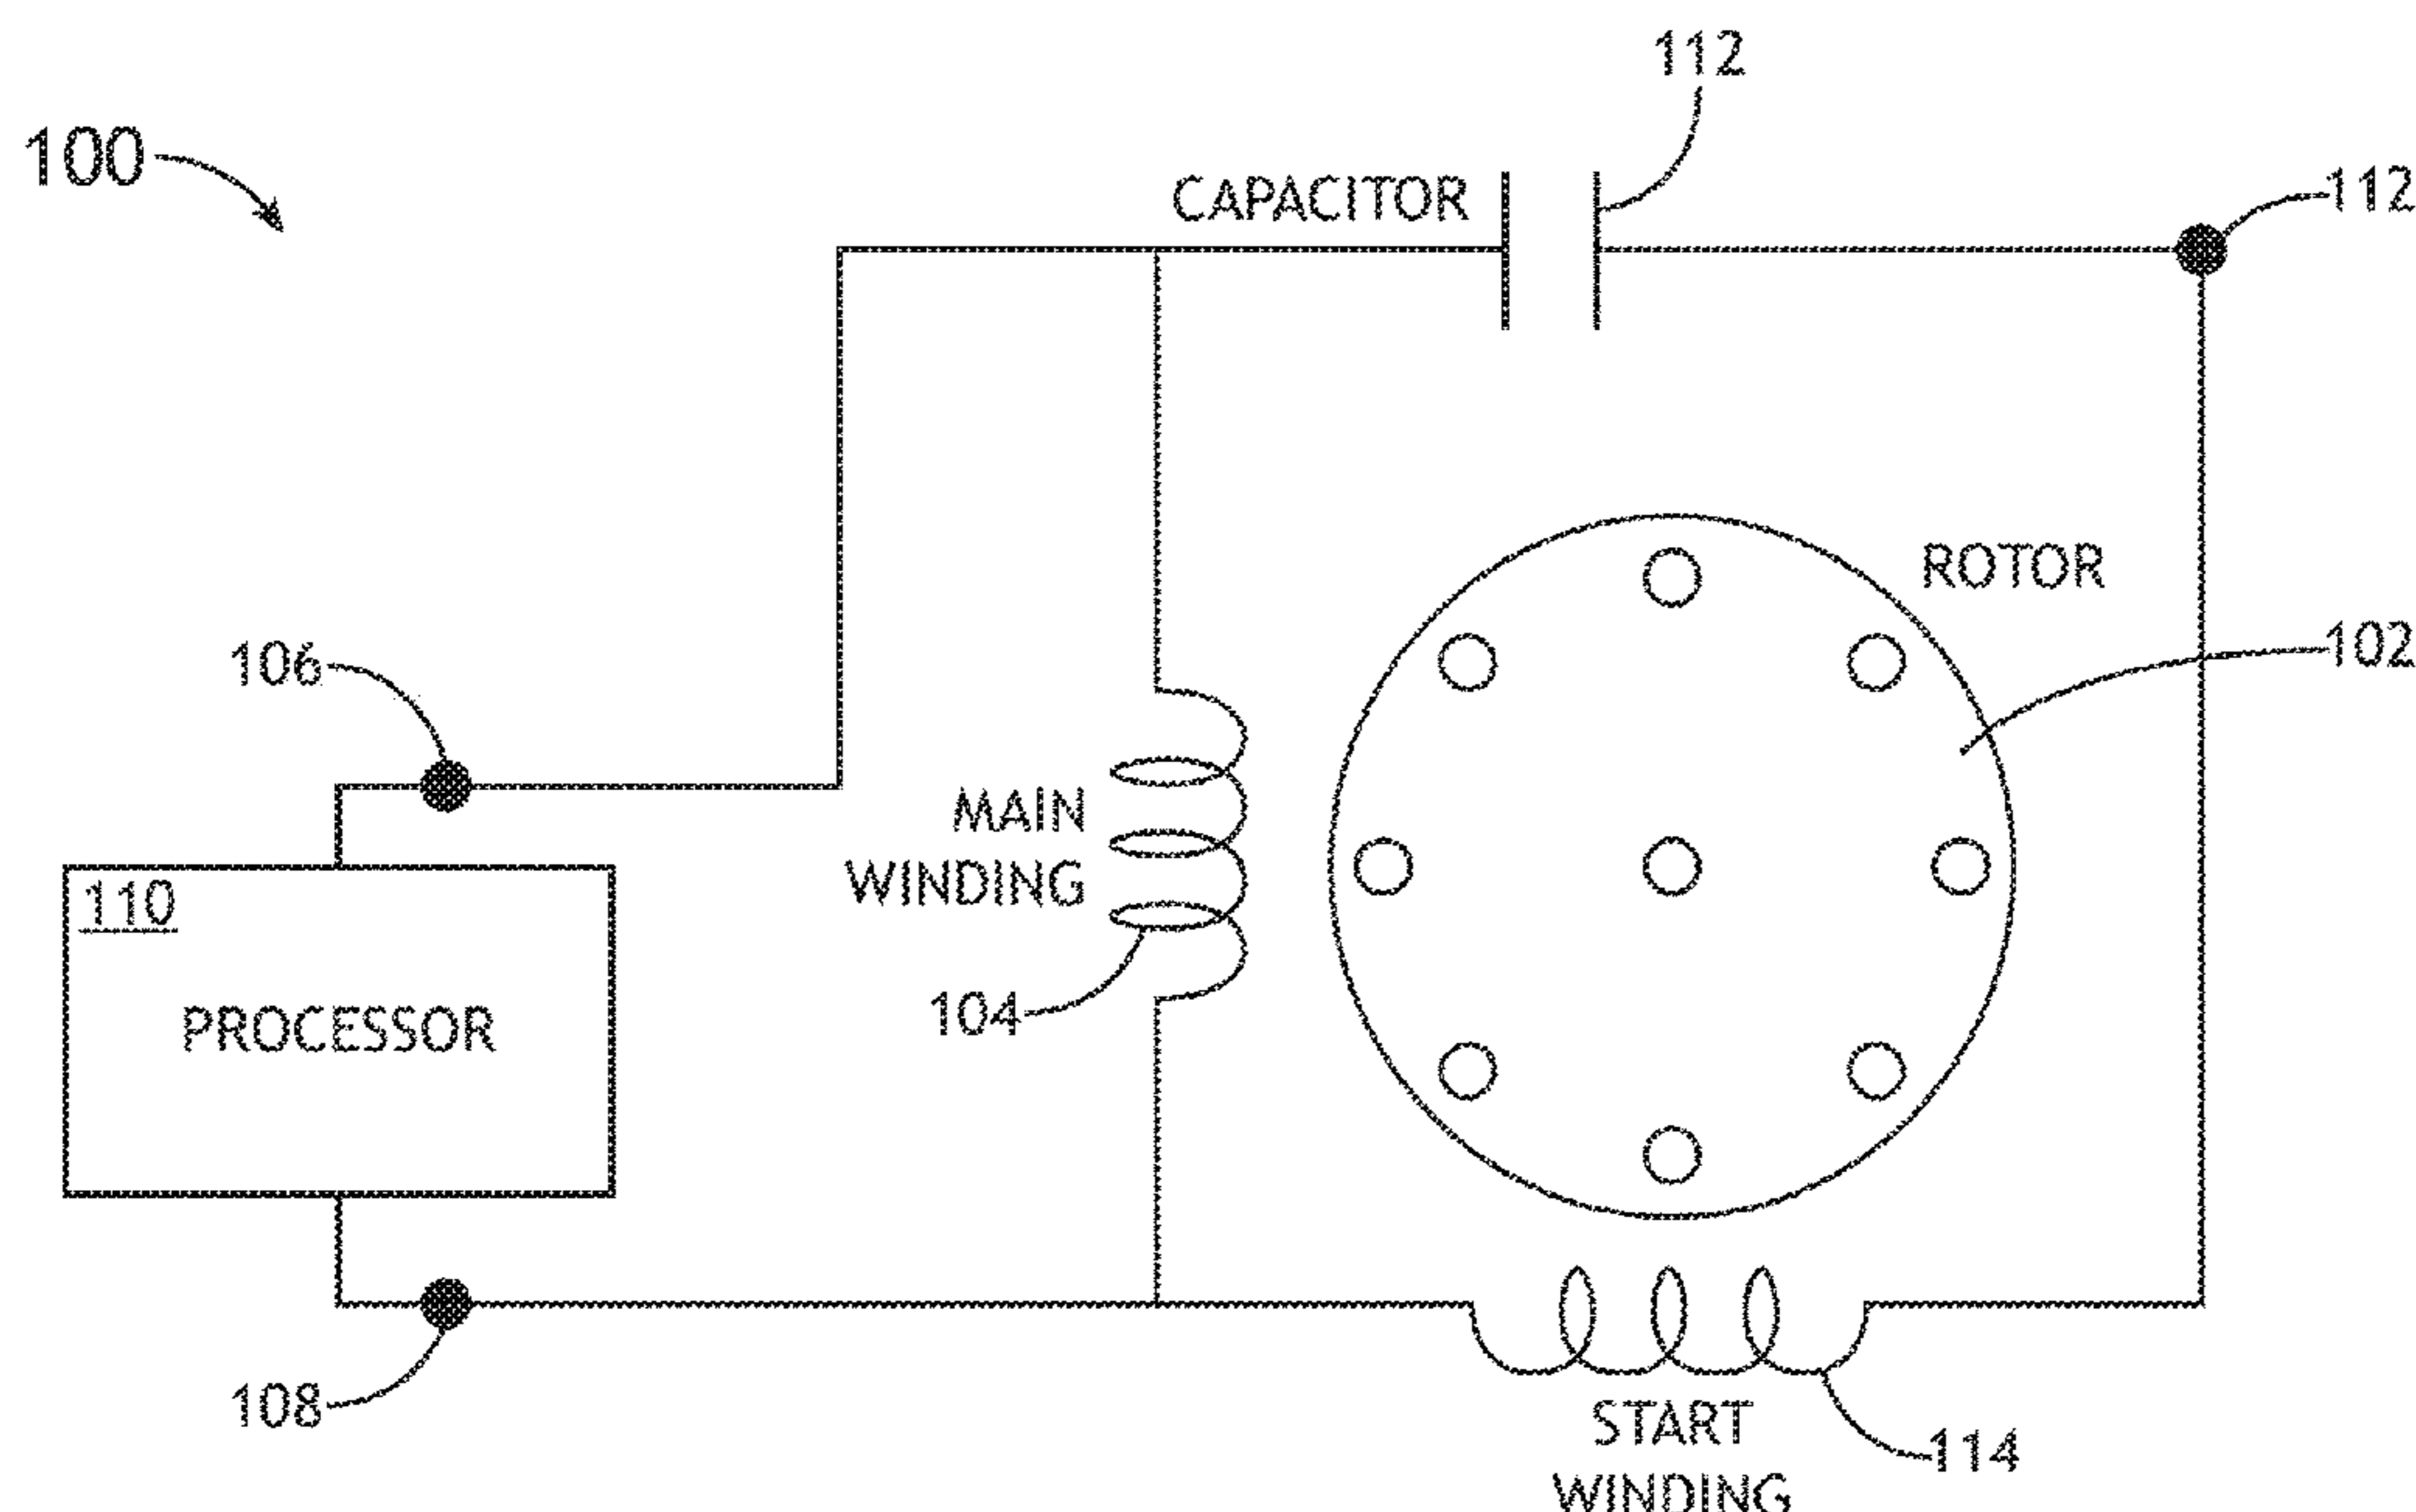 112
100
CAPACITOR
112
ROTOR
106
102
MAIN
WINDING
110
104
PROCESSOR
108
START
WINDING
114